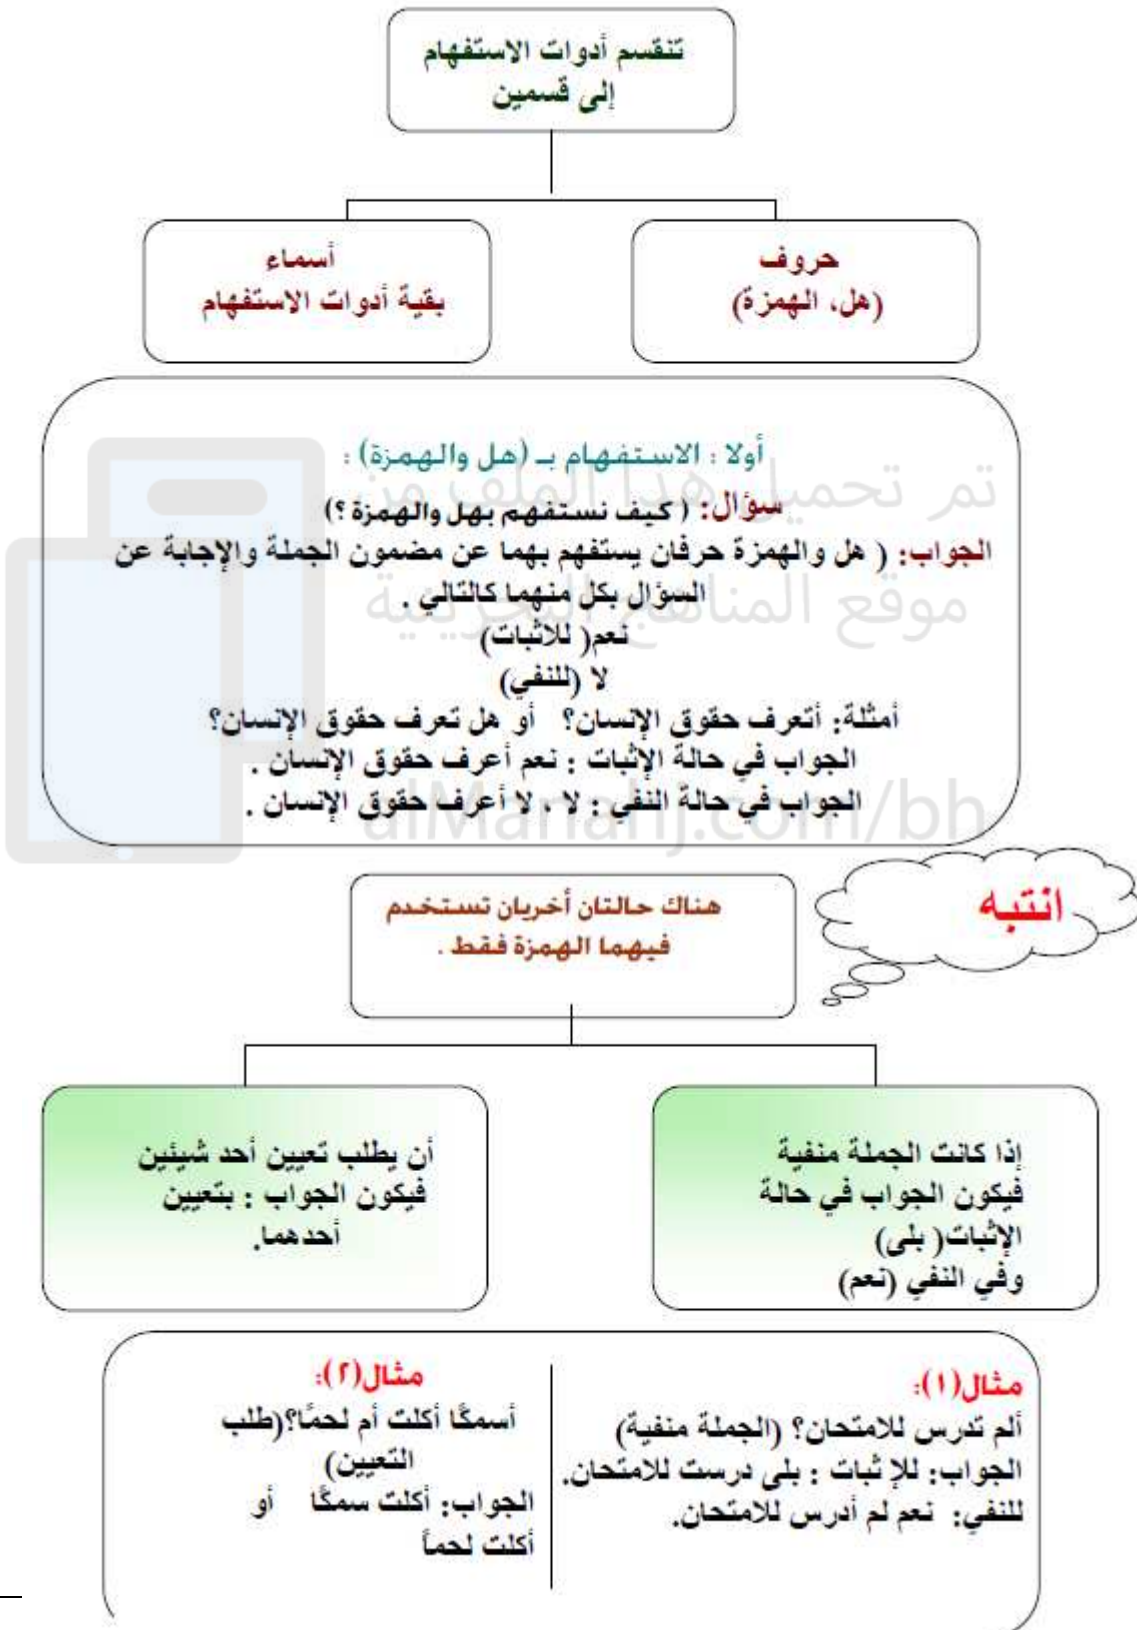 تنقسم أدوات الاستفهام
إلى قسمين
حروف
(هل، الهمزة)
أسماء
بقية أدوات الاستفهام
أولا : الاستفهام بـ (هل والهمزة) :
سؤال: ( كيف نستفهم بهل والهمزة ؟)
الجواب: ( هل والهمزة حرفان يستفهم بهما عن مضمون الجملة والإجابة عن
السؤال بكل منهما كالتالي .
نعم( للاثبات)
لا (للنفي)
أمثلة: أتعرف حقوق الإنسان؟ أو هل تعرف حقوق الإنسان؟
الجواب في حالة الإثبات : نعم أعرف حقوق الإنسان .
الجواب في حالة النفي : لا ، لا أعرف حقوق الإنسان .
تم تحميل هذا الملف من
موقع المناهج البحرينية
alManahj.com/bh
انتبه
هناك حالتان أخريان تستخدم
فيهما الهمزة فقط .
إذا كانت الجملة منفية
فيكون الجواب في حالة
الإثبات( بلى)
وفي النفي (نعم)
أن يطلب تعيين أحد شيئين
فيكون الجواب : بتعيين
أحدهما.
مثال(١):
ألم تدرس للامتحان؟ (الجملة منفية)
الجواب: للإ ثبات : بلى درست للامتحان.
للنفي: نعم لم أدرس للامتحان.
مثال(٢):
أسمكًا أكلت أم لحمًا؟(طلب
التعيين)
الجواب: أكلت سمكًا أو
أكلت لحماً